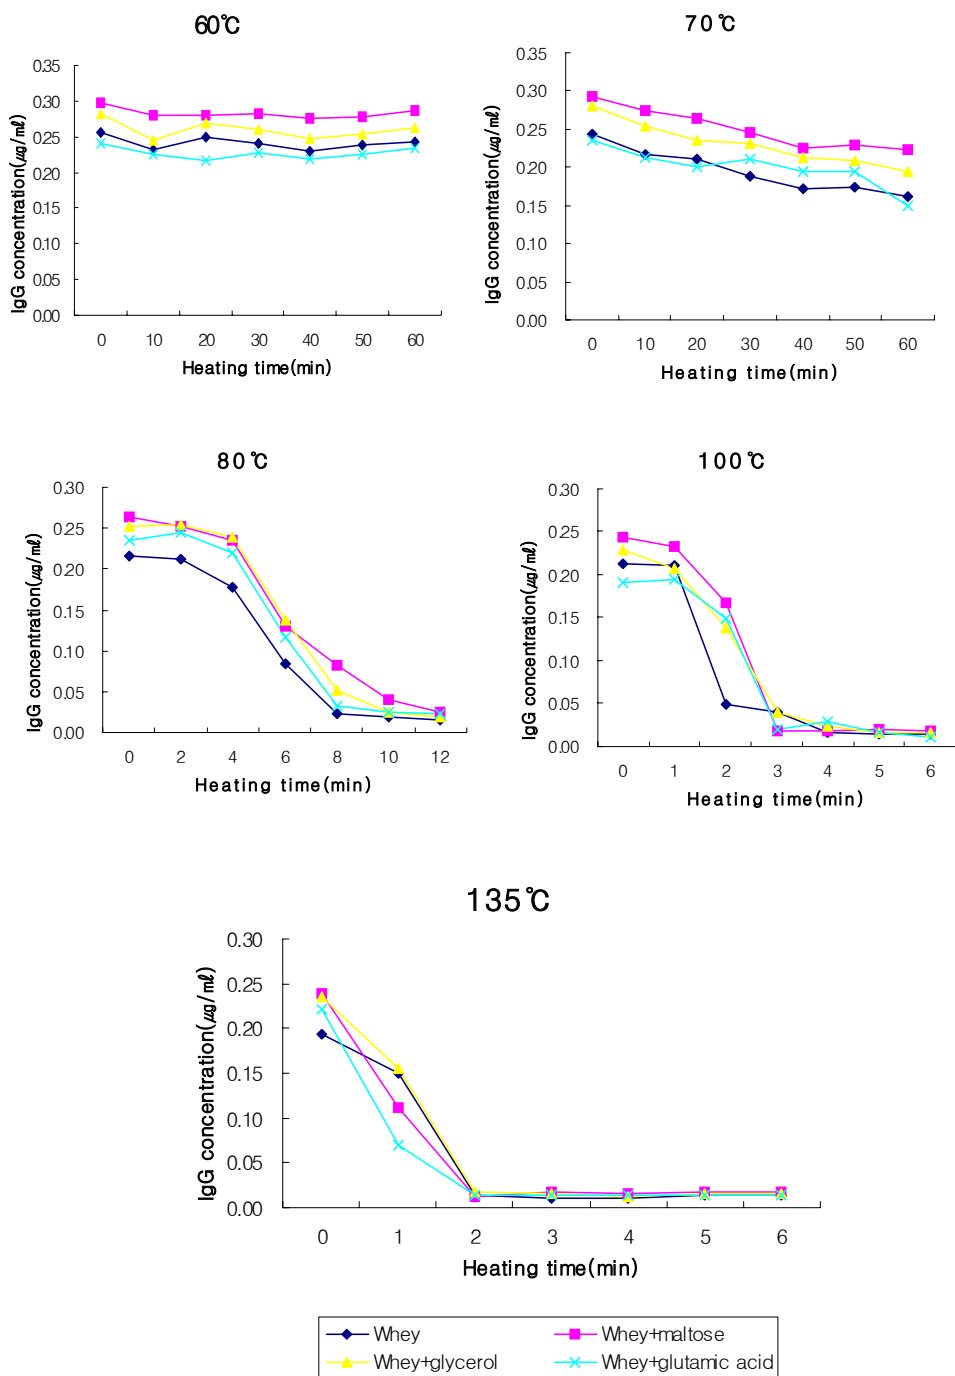 60℃
IgG concentration(㎍/㎖)
0.35
0.30
0.25
0.20
0.15
0.10
0.05
0.00
0 10 20 30 40 50 60
Heating time(min)
70℃
IgG concentration(㎍/㎖)
0.35
0.30
0.25
0.20
0.15
0.10
0.05
0.00
0 10 20 30 40 50 60
Heating time(min)
80℃
IgG concentration(㎍/㎖)
0.30
0.25
0.20
0.15
0.10
0.05
0.00
0 2 4 6 8 10 12
Heating time(min)
100℃
IgG concentration(㎍/㎖)
0.30
0.25
0.20
0.15
0.10
0.05
0.00
0 1 2 3 4 5 6
Heating time(min)
135℃
IgG concentration(㎍/㎖)
0.30
0.25
0.20
0.15
0.10
0.05
0.00
0 1 2 3 4 5 6
Heating time(min)
Whey Whey+maltose
Whey+glycerol Whey+glutamic acid